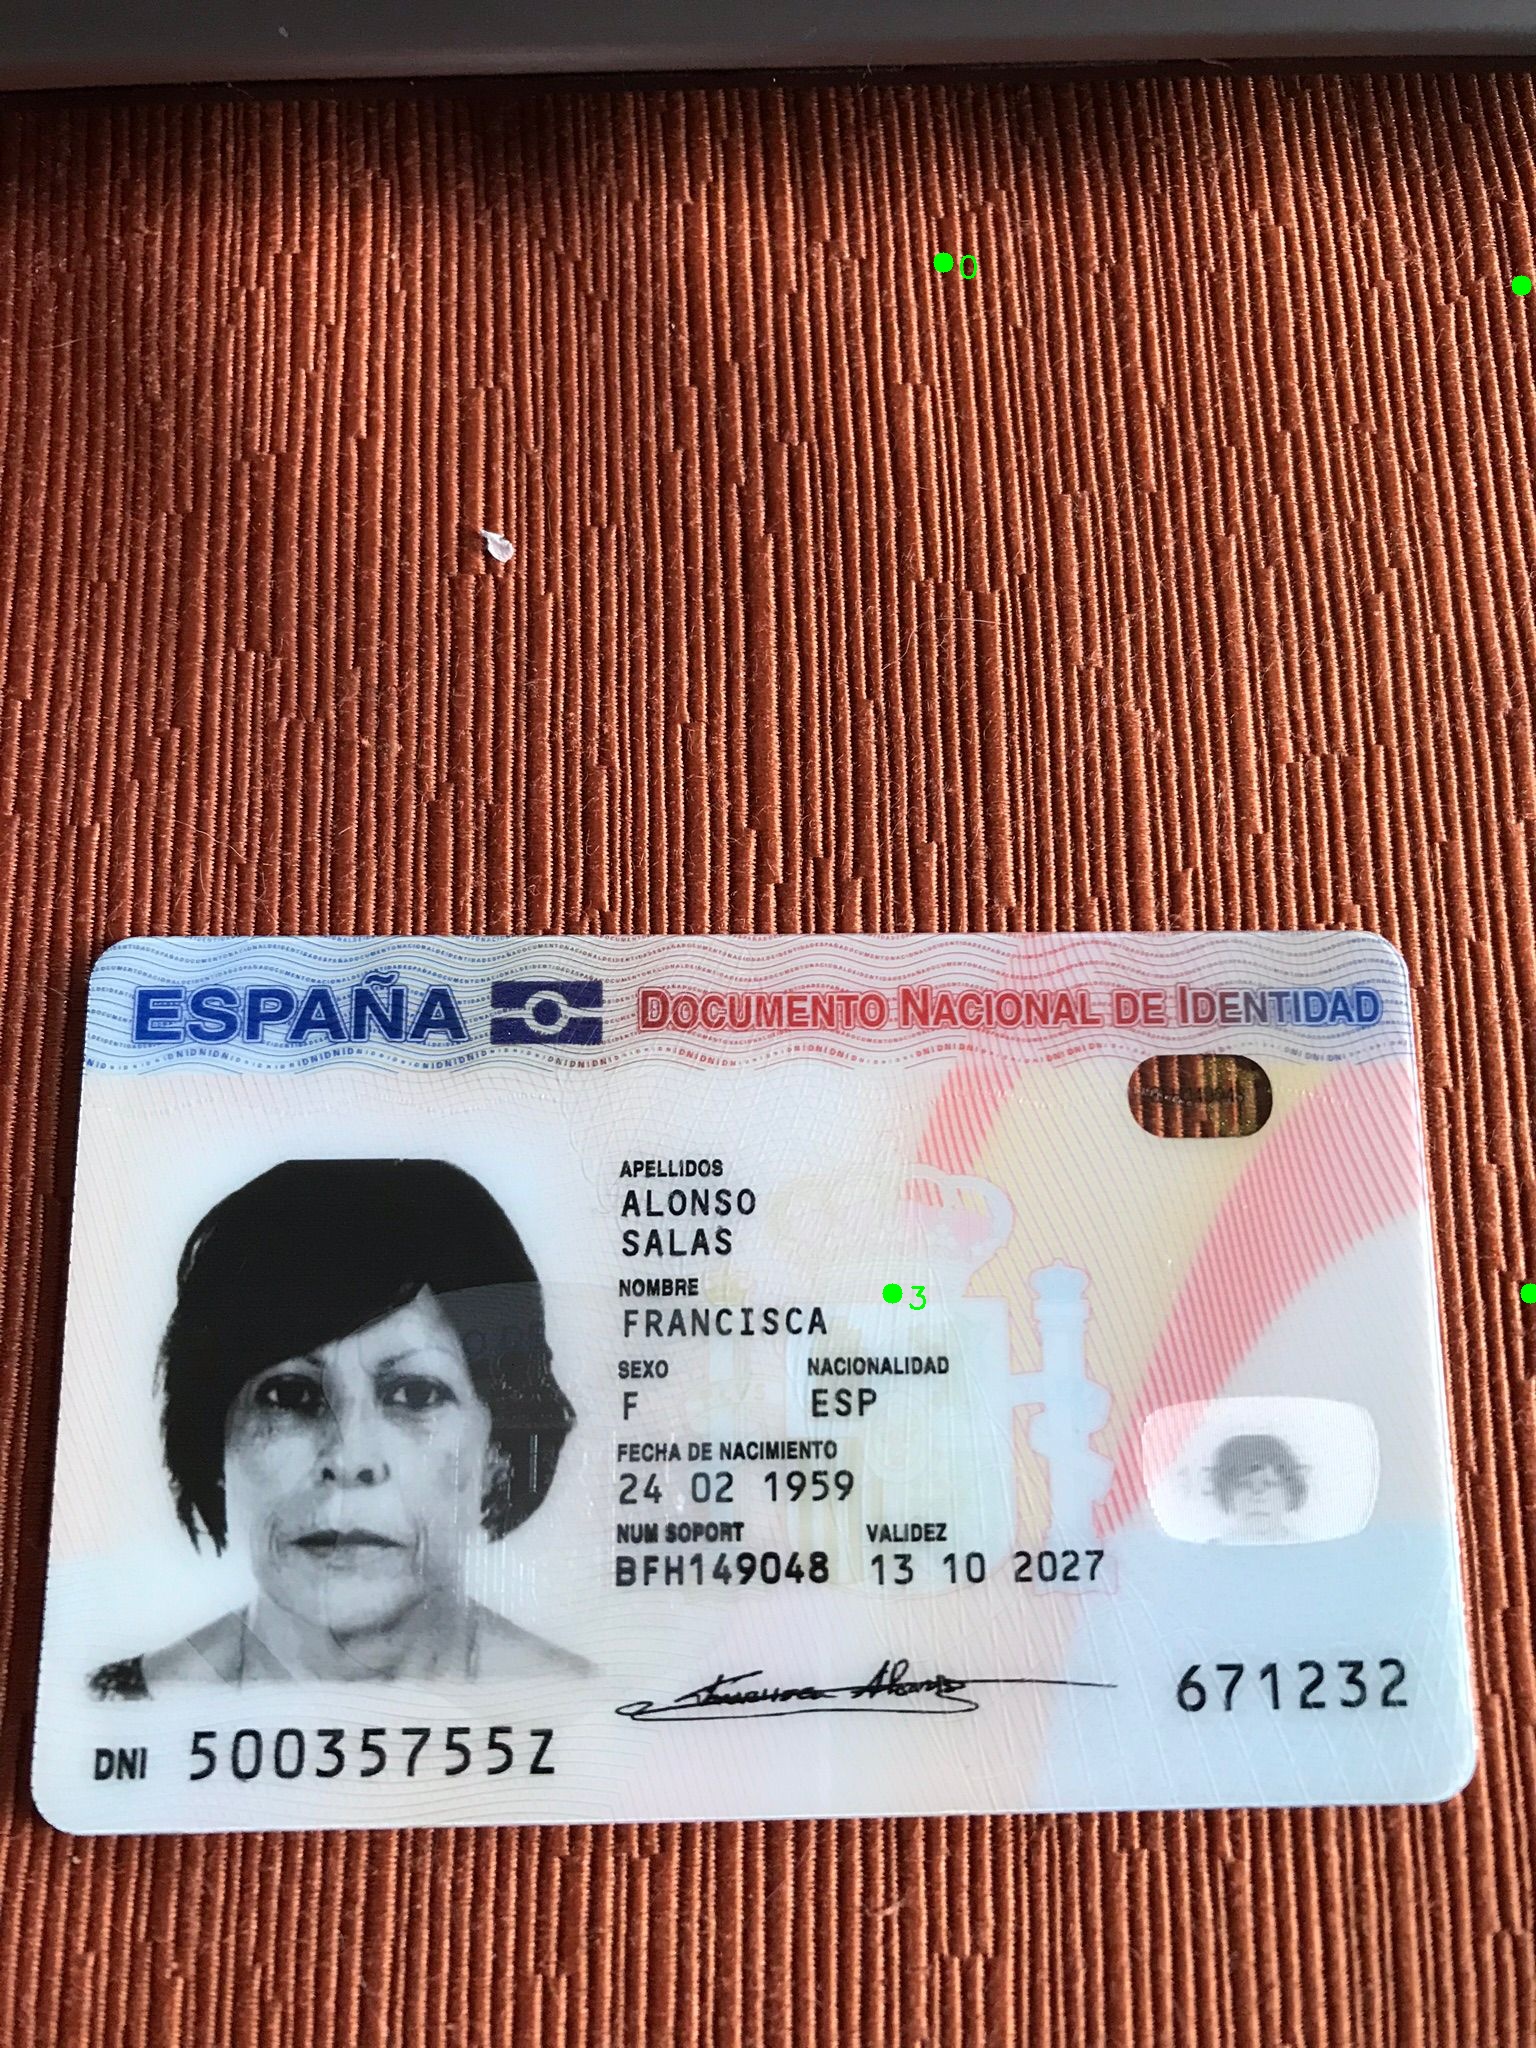 ESPAÑA DOCUMENTO NACIONAL DE IDENTIDAD
APELLIDOS
ALONSO
SALAS
NOMBRE
FRANCISCA
SEXO NACIONALIDAD
F ESP
FECHA DE NACIMIENTO
24 02 1959
NUM SOPORT VALIDEZ
BFH149048 13 10 2027
671232
DNI 50035755Z
0
3